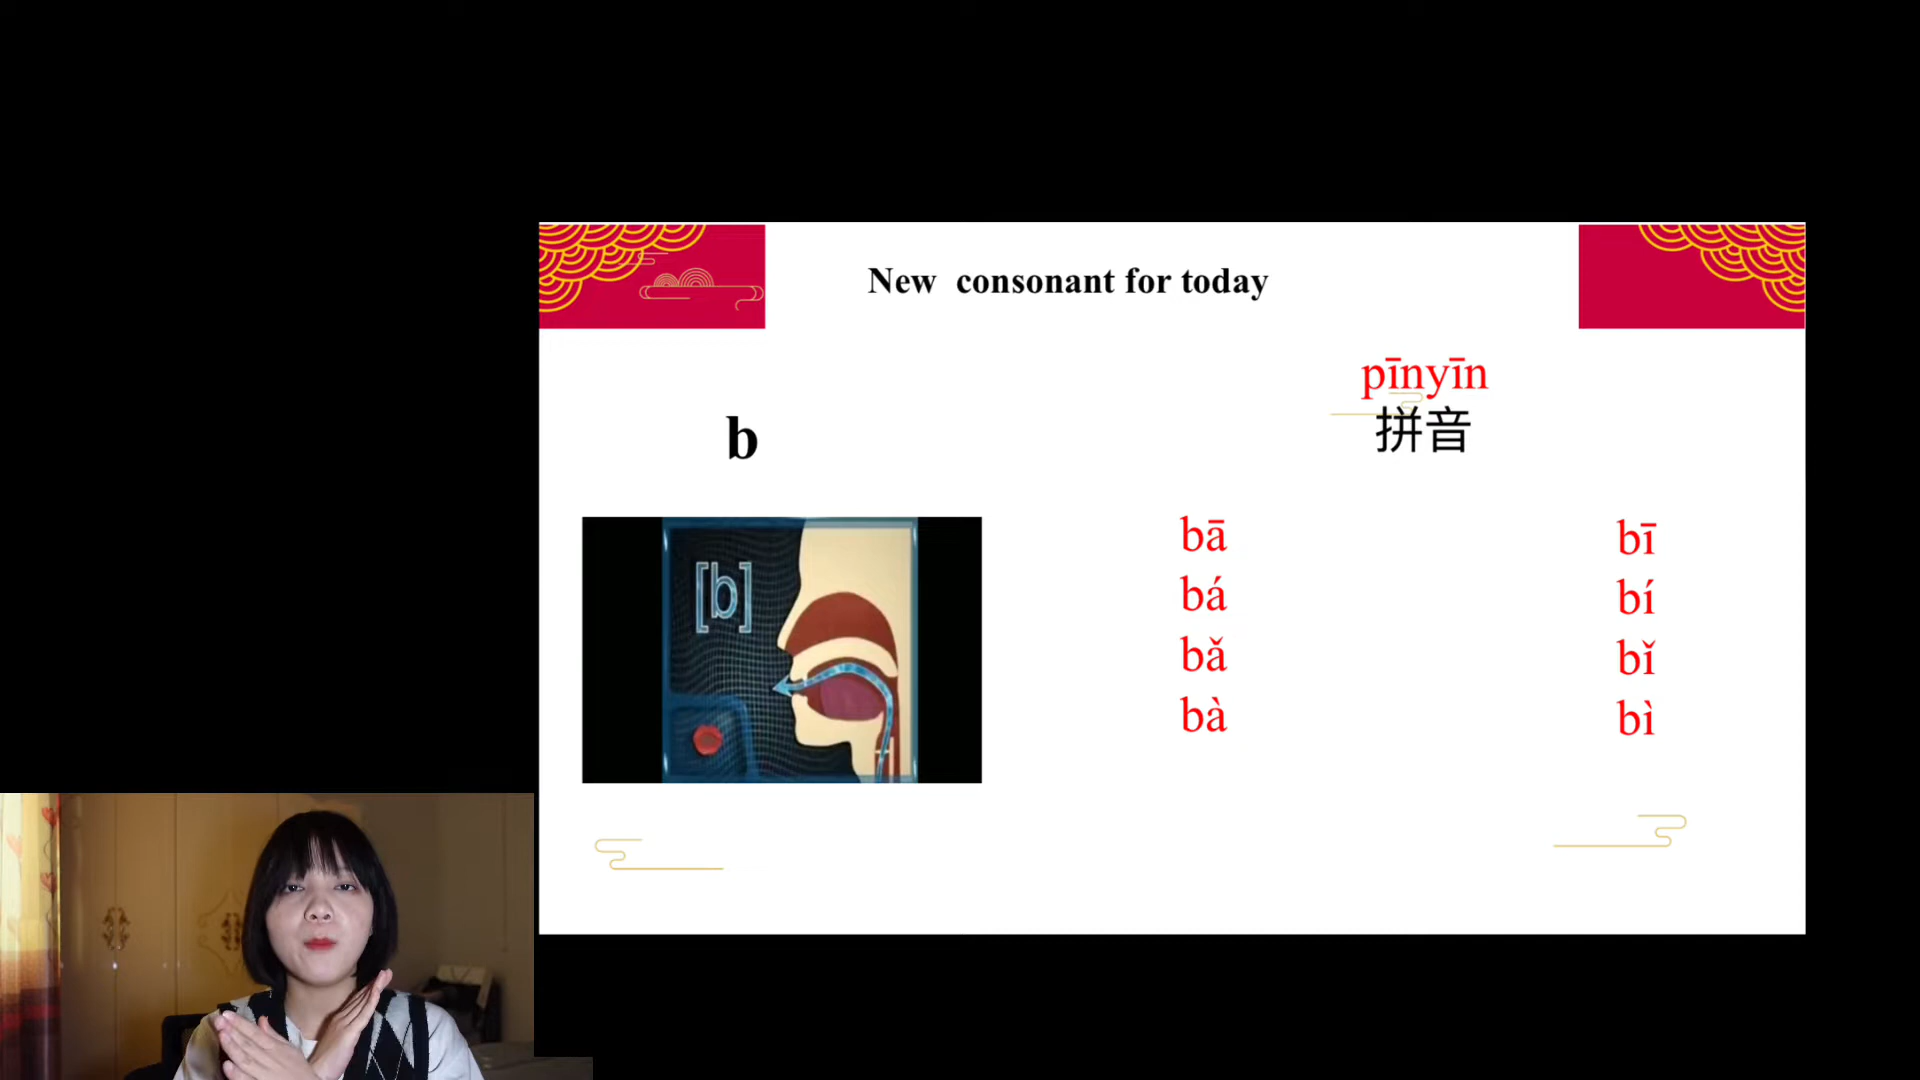 New consonant for today
pīnyīn
拼音
b
[b]
bā
bá
bǎ
bà
bī
bí
bǐ
bì